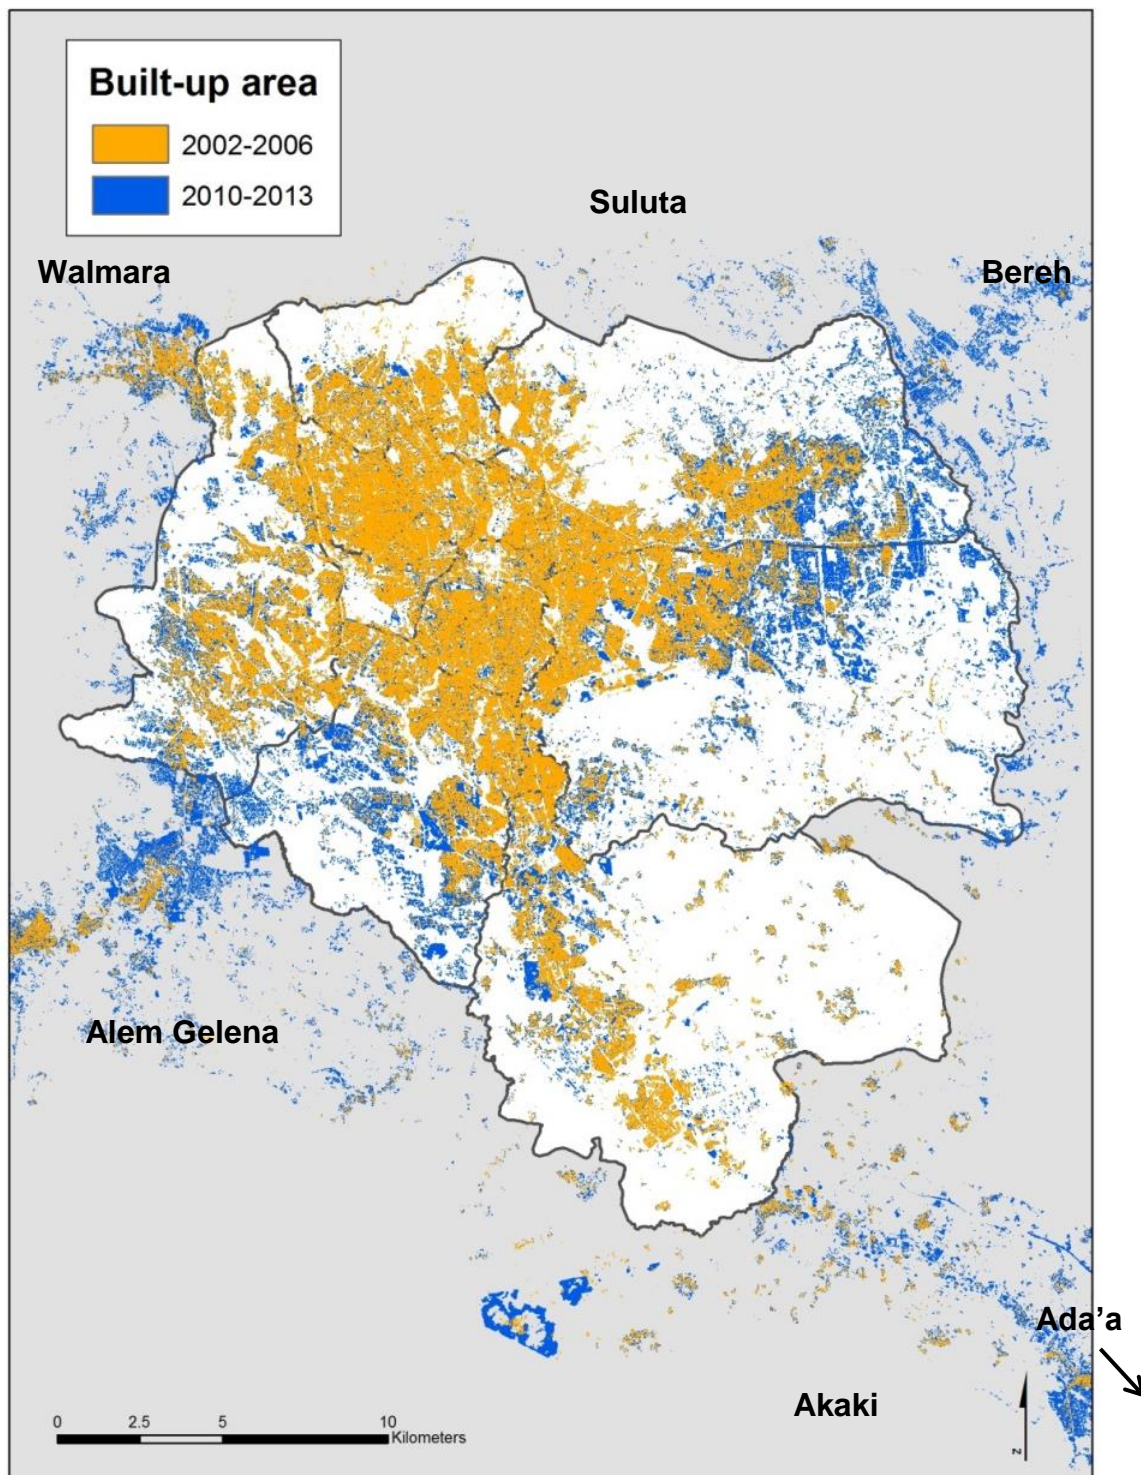 Built-up area
2002-2006
2010-2013
Suluta
Walmara
Bereh
Alem Gelena
Ada’a
Akaki
0 2.5 5 10
Kilometers
N